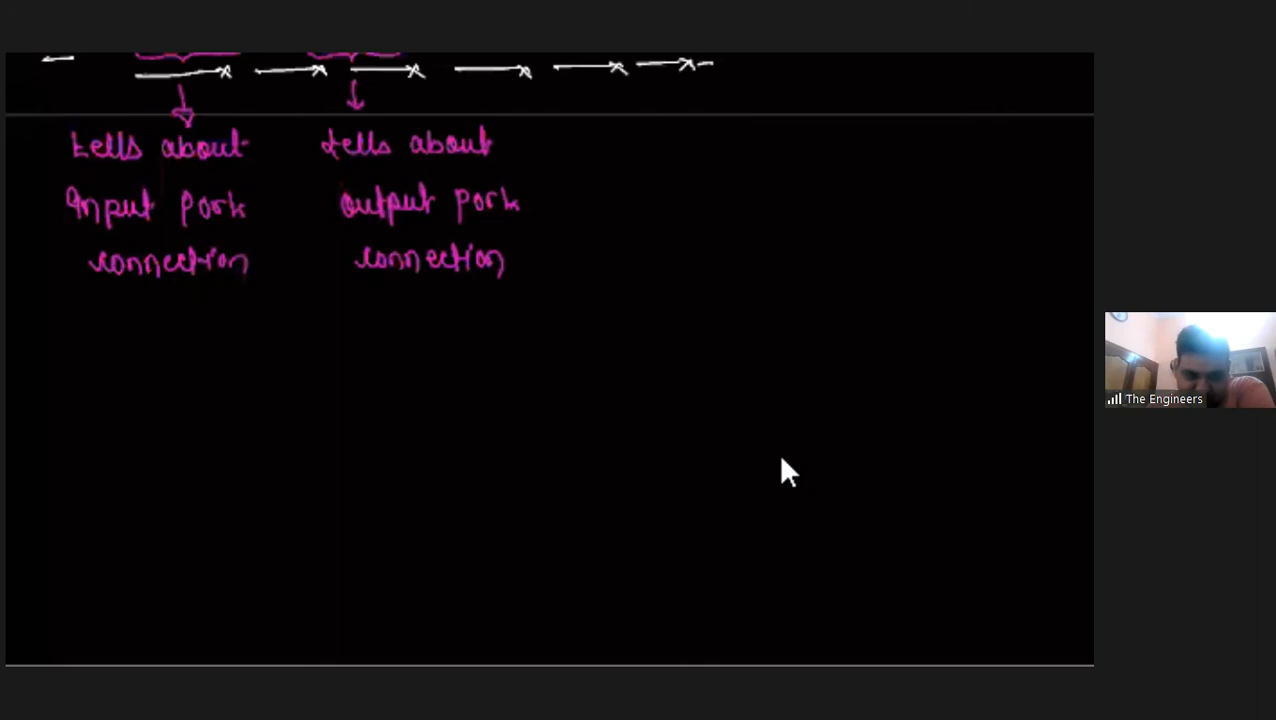 tells about tells about
Input port output port
connection connection
The Engineers